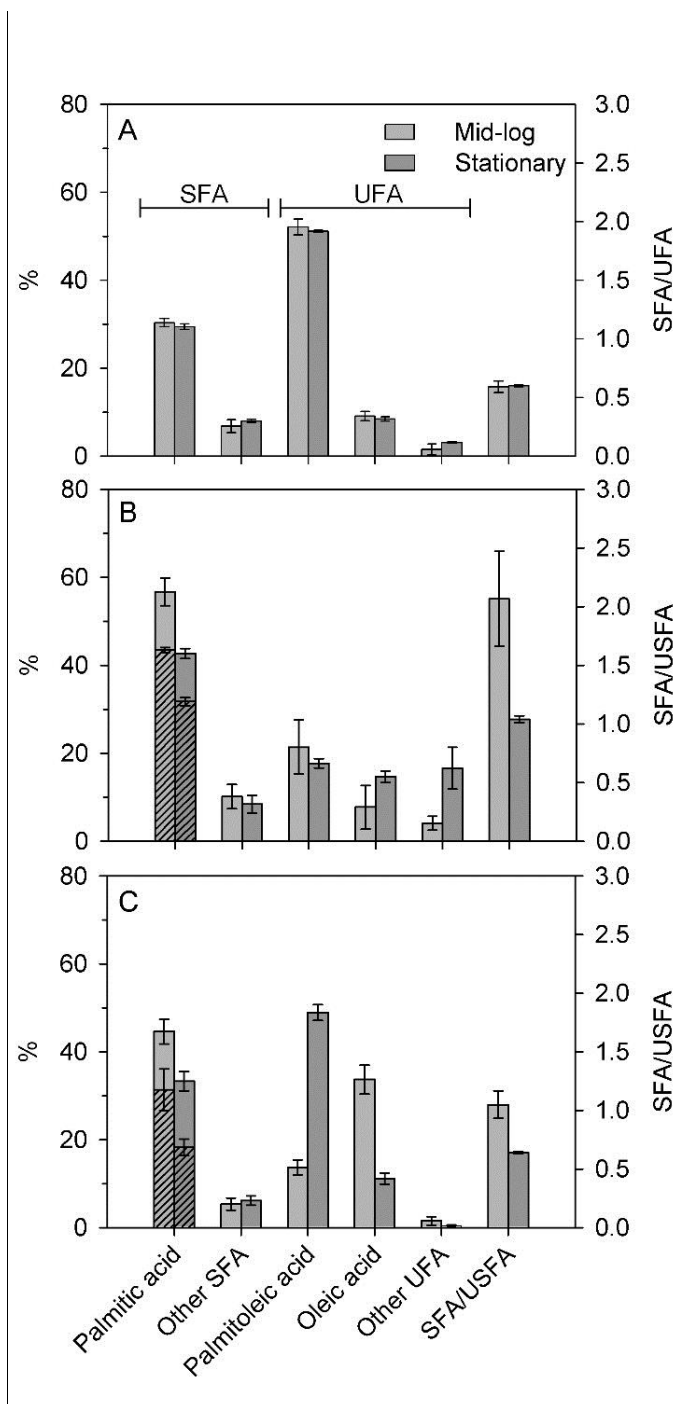 A
Mid-log
Stationary
SFA
UFA
80
60
40
20
0
%
3.0
2.5
2.0
1.5
1.0
0.5
0.0
SFA/UFA
B
80
60
40
20
0
%
3.0
2.5
2.0
1.5
1.0
0.5
0.0
SFA/USFA
C
80
60
40
20
0
%
3.0
2.5
2.0
1.5
1.0
0.5
0.0
SFA/USFA
Palmitic acid
Other SFA
Palmitoleic acid
Oleic acid
Other UFA
SFA/USFA